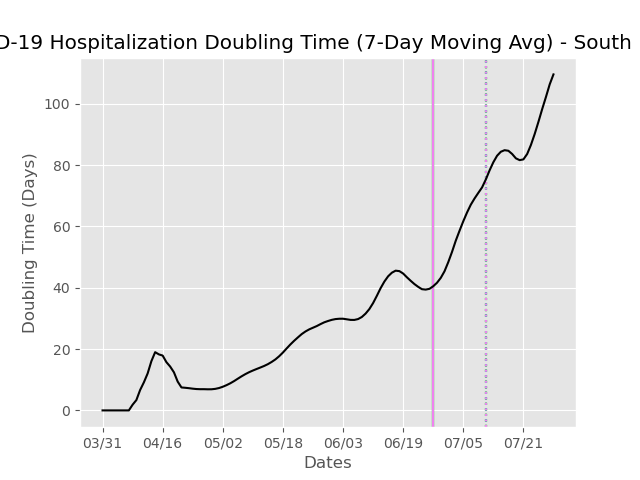 D-19 Hospitalization Doubling Time (7-Day Moving Avg) - South
Doubling Time (Days)
100
80
60
40
20
0
03/31 04/16 05/02 05/18 06/03 06/19 07/05 07/21
Dates